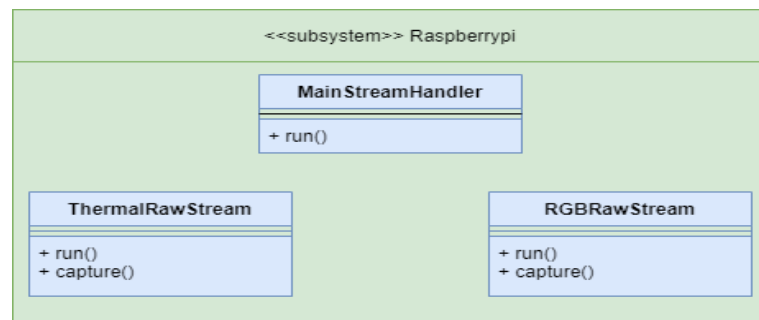 <<subsystem>> Raspberrypi
MainStreamHandler
+ run()
ThermalRawStream
+ run()
+ capture()
RGBRawStream
+ run()
+ capture()